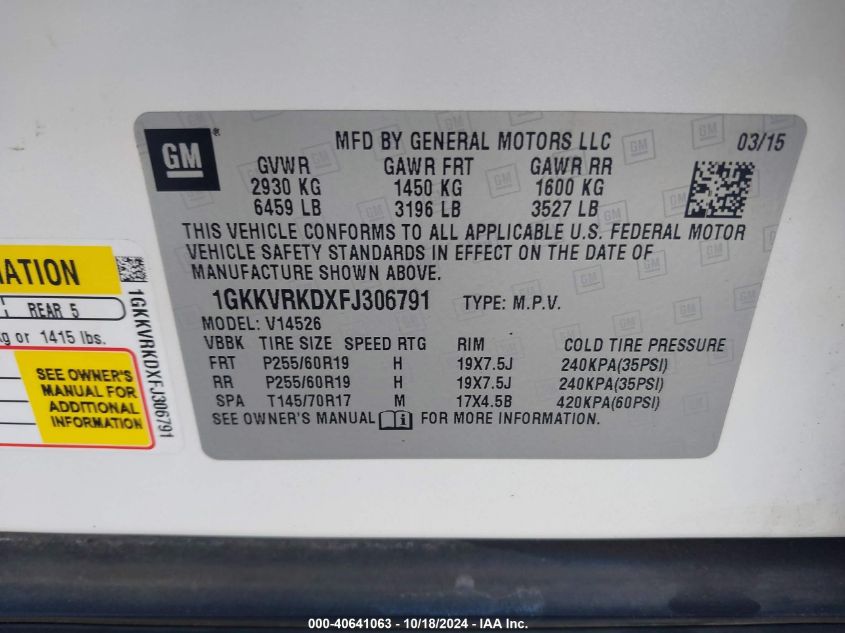 GM
MFD BY GENERAL MOTORS LLC 03/15
GVWR GAWR FRT GAWR RR
2930 KG 1450 KG 1600 KG
6459 LB 3196 LB 3527 LB
THIS VEHICLE CONFORMS TO ALL APPLICABLE U.S. FEDERAL MOTOR
VEHICLE SAFETY STANDARDS IN EFFECT ON THE DATE OF
MANUFACTURE SHOWN ABOVE.
1GKKVRKDXFJ306791 TYPE: M.P.V.
MODEL: V14526
VBBK TIRE SIZE SPEED RTG RIM COLD TIRE PRESSURE
FRT P255/60R19 H 19X7.5J 240KPA(35PSI)
RR P255/60R19 H 19X7.5J 240KPA(35PSI)
SPA T145/70R17 M 17X4.5B 420KPA(60PSI)
SEE OWNER'S MANUAL i FOR MORE INFORMATION.
REAR 5
or 1415 lbs.
SEE OWNER'S
MANUAL FOR
ADDITIONAL
INFORMATION
1GKKVRKDXFJ306791
000-40641063 - 10/18/2024 - IAA Inc.